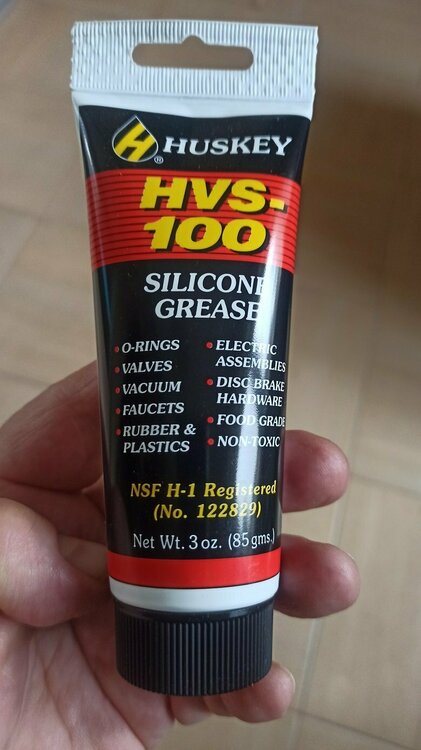 H
® HUSKEY
HVS-
100
SILICONE
GREASE
• O-RINGS
• VALVES
• VACUUM
• FAUCETS
• RUBBER &
PLASTICS
• ELECTRIC
ASSEMBLIES
• DISC BRAKE
HARDWARE
• FOOD GRADE
• NON-TOXIC
NSF H-1 Registered
(No. 122829)
Net Wt. 3 oz. (85 gms.)